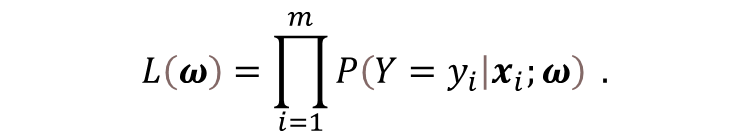 L(ω) = ∏_{i=1}^{m} P(Y = y_i|x_i; ω) .